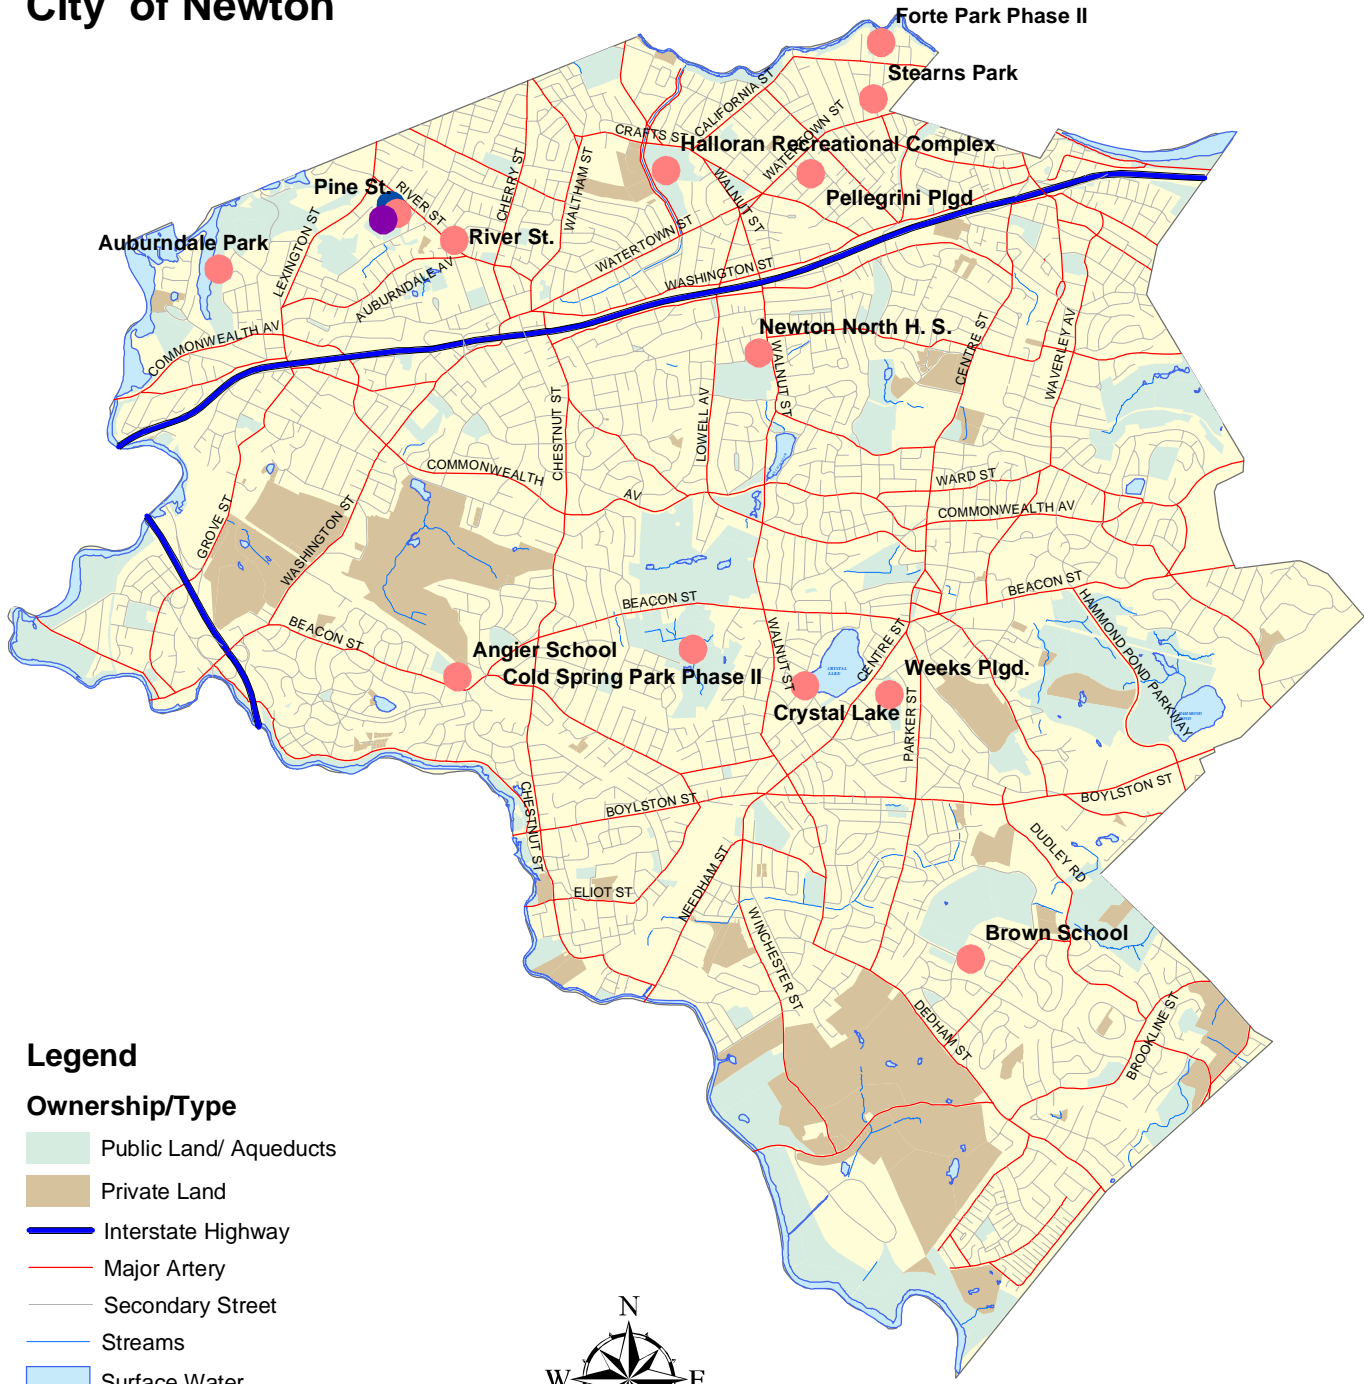 City of Newton
Forte Park Phase II
Stearns Park
CALIFORNIA ST
CRAFTS ST
WATERTOWN ST
Halloran Recreational Complex
Pine St.
RIVER ST
CHERRY ST
WALTHAM ST
WALNUT ST
Pellegrini Plgd
Auburndale Park
LEXINGTON ST
River St.
WATERTOWN ST
AUBURNDALE AV
WASHINGTON ST
COMMONWEALTH AV
Newton North H. S.
CENTRE ST
WAVERLEY AV
WALNUT ST
CHESTNUT ST
LOWELL AV
COMMONWEALTH
AV
WARD ST
COMMONWEALTH AV
GROVE ST
WASHINGTON ST
BEACON ST
BEACON ST
HAMMOND POND PARKWAY
BEACON ST
WALNUT ST
CENTRE ST
Angier School
Cold Spring Park Phase II
CRYSTAL
LAKE
Weeks Plgd.
Crystal Lake
PARKER ST
CHESTNUT ST
BOYLSTON ST
BOYLSTON ST
DUDLEY RD
NEEDHAM ST
ELIOT ST
WINCHESTER ST
Brown School
DEDHAM ST
BROOKLINE ST
Legend
Ownership/Type
Public Land/ Aqueducts
Private Land
Interstate Highway
Major Artery
Secondary Street
Streams
Surface Water
N
W
E